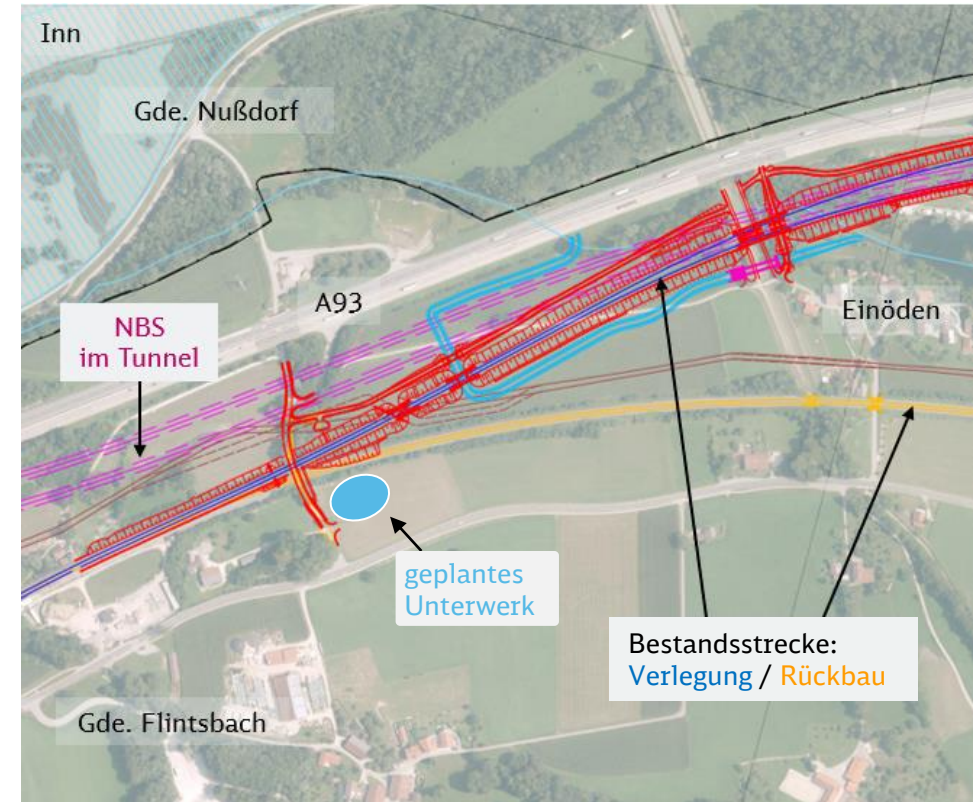 Inn
Gde. Nußdorf
A93
NBS
im Tunnel
Einöden
geplantes
Unterwerk
Bestandsstrecke:
Verlegung / Rückbau
Gde. Flintsbach